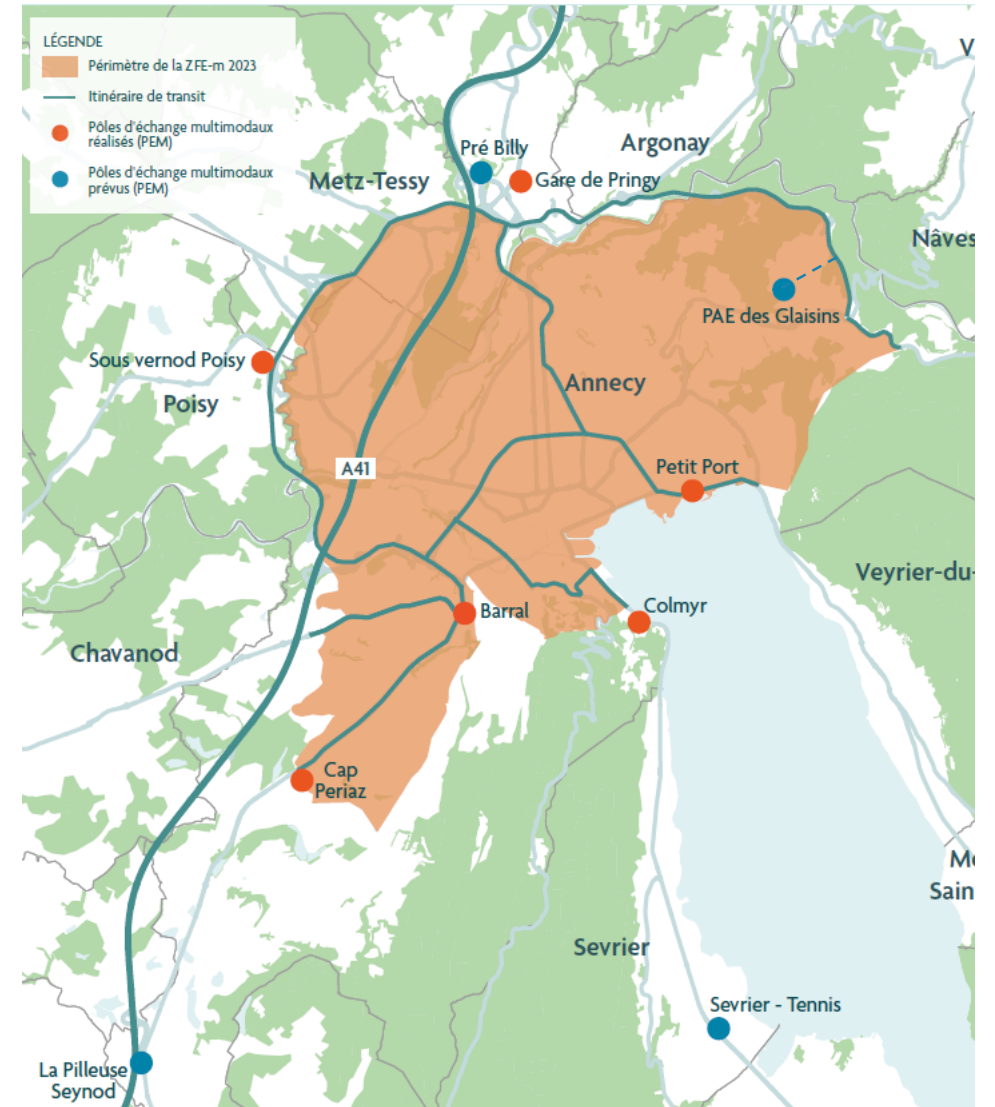 LÉGENDE
Périmètre de la ZFE-m 2023
Itinéraire de transit
Pôles d'échange multimodaux
réalisés (PEM)
Pôles d'échange multimodaux
prévus (PEM)
V
Pré Billy
Argonay
Metz-Tessy
Gare de Pringy
Nâves
PAE des Glaisins
Sous vernod Poisy
Poisy
Annecy
A41
Petit Port
Veyrier-du-
Barral
Colmyr
Chavanod
Cap
Periaz
Me
Sain
Sevrier
Sevrier - Tennis
La Pilleuse
Seynod